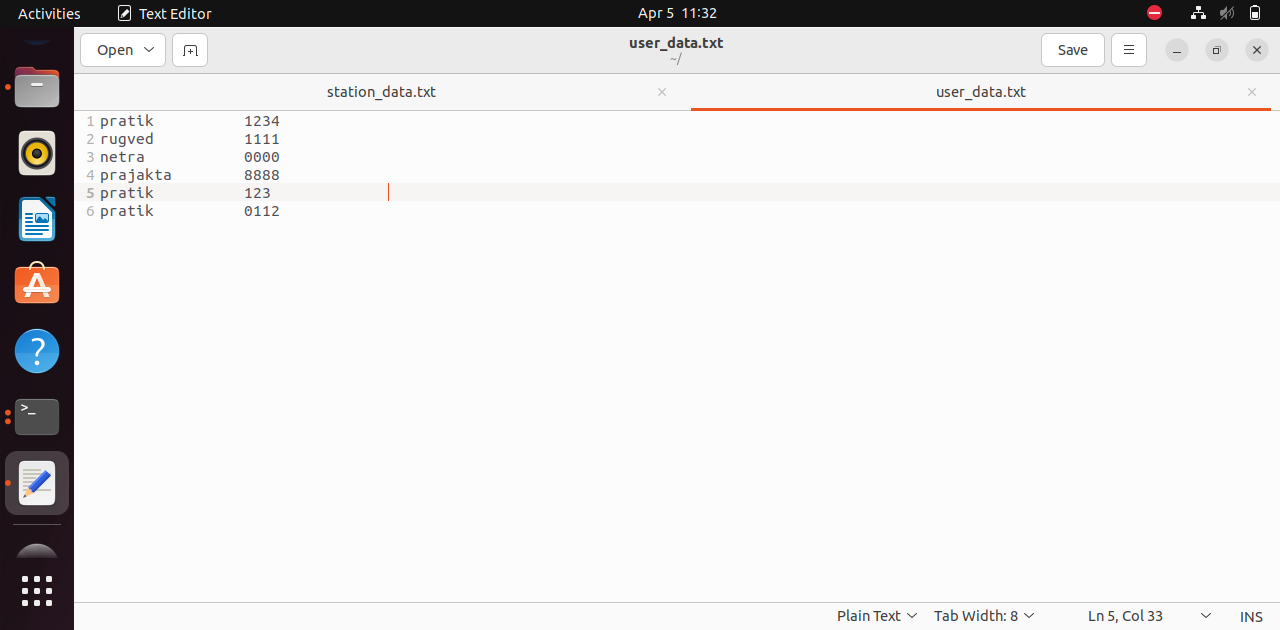 Activities Text Editor Apr 5 11:32
Open user_data.txt Save
~/
station_data.txt user_data.txt
1 pratik 1234
2 rugved 1111
3 netra 0000
4 prajakta 8888
5 pratik 123
6 pratik 0112
Plain Text Tab Width: 8 Ln 5, Col 33 INS